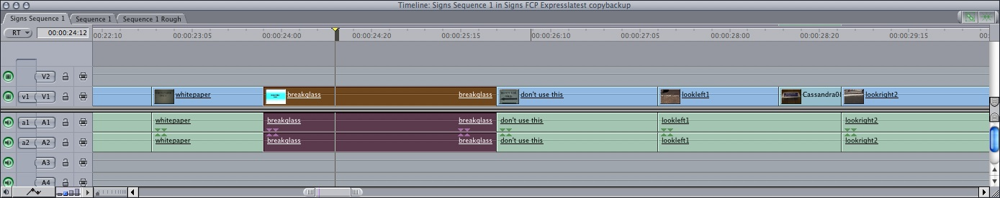 Timeline: Signs Sequence 1 in Signs FCP Expresslatest copybackup
Signs Sequence 1 Sequence 1 Sequence 1 Rough
RT 00:00:24:12 00:22:10 00:00:23:05 00:00:24:00 00:00:24:20 00:00:25:15 00:00:26:10 00:00:27:05 00:00:28:00 00:00:28:20 00:00:29:15 00:
V2
v1 V1 whitepaper breakglass breakglass don't use this lookleft1 Cassandra0 lookright2
a1 A1 whitepaper breakglass breakglass don't use this lookleft1 lookright2
a2 A2 whitepaper breakglass breakglass don't use this lookleft1 lookright2
A3
A4